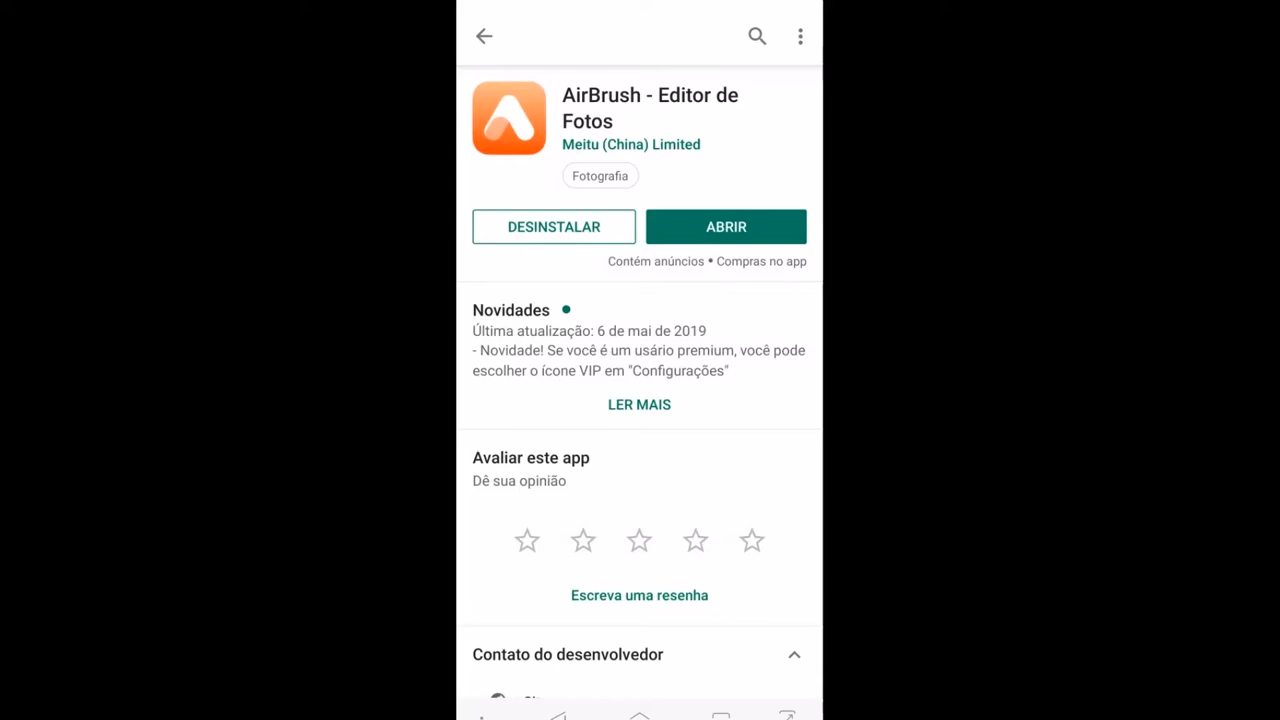 AirBrush - Editor de
Fotos
Meitu (China) Limited
Fotografia
DESINSTALAR
ABRIR
Contém anúncios • Compras no app
Novidades
Última atualização: 6 de mai de 2019
- Novidade! Se você é um usário premium, você pode
escolher o ícone VIP em "Configurações"
LER MAIS
Avaliar este app
Dê sua opinião
Escreva uma resenha
Contato do desenvolvedor